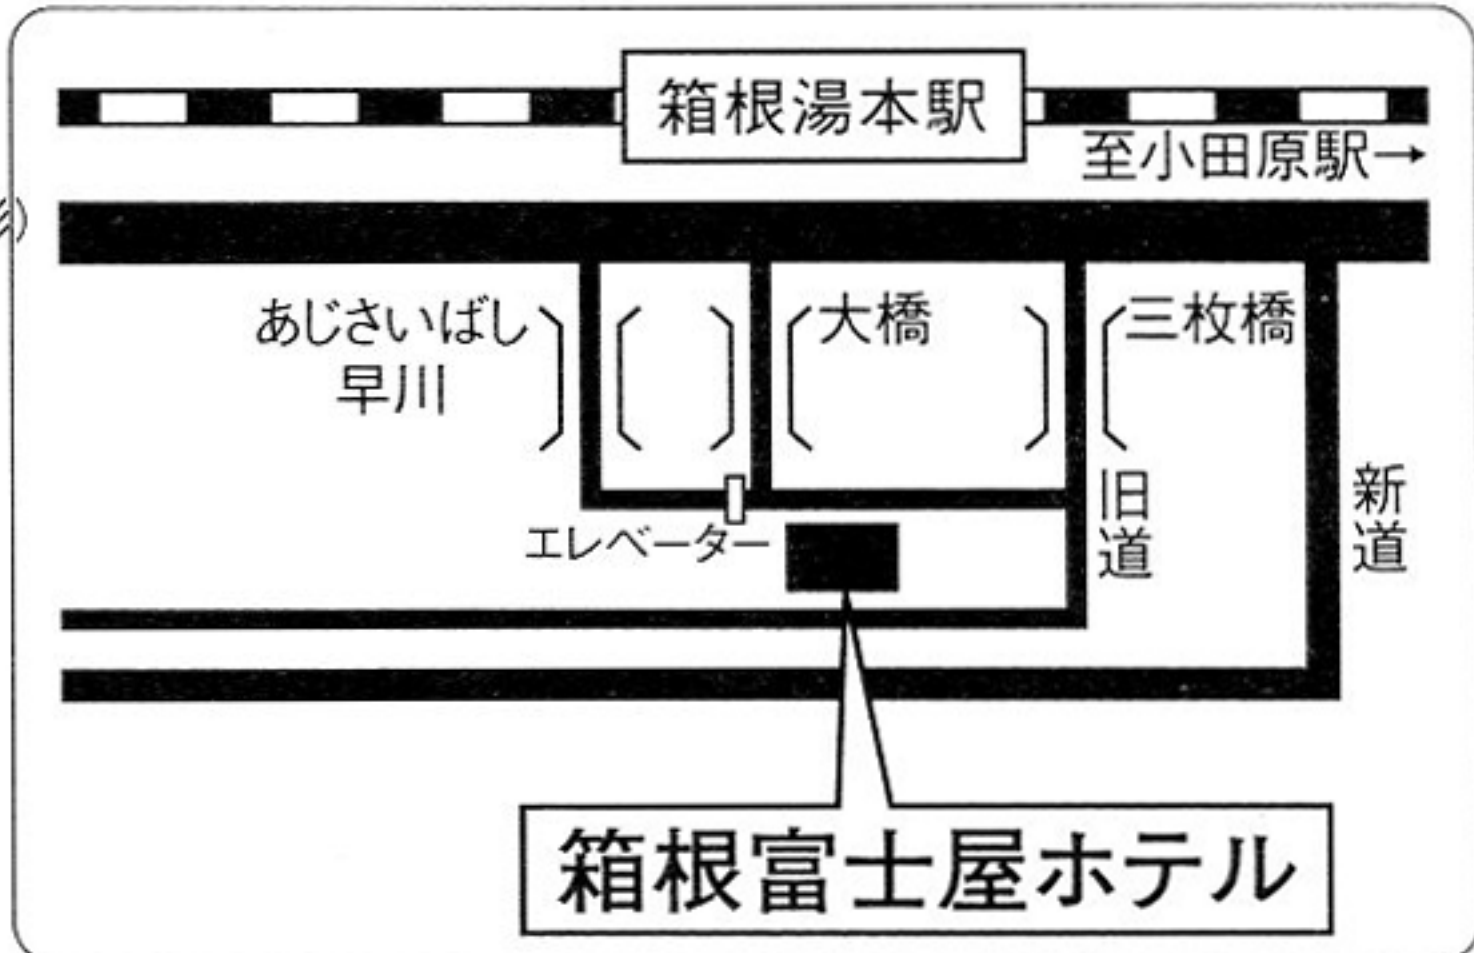 箱根湯本駅
至小田原駅→
あじさいばし
早川
大橋
三枚橋
エレベーター
旧道
新道
箱根富士屋ホテル